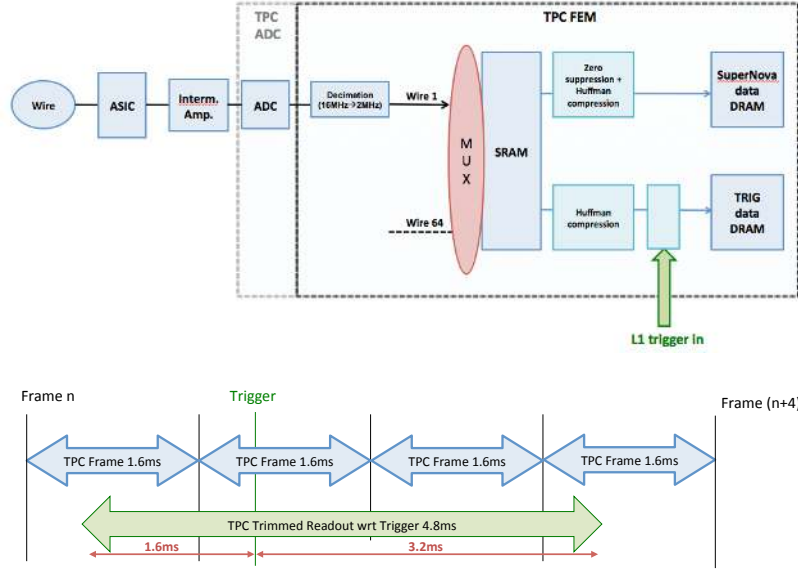 TPC
ADC
TPC FEM
Wire
ASIC
Interm.
Amp.
ADC
Decimation
(16MHz→2MHz)
Wire 1
Wire 64
M
U
X
SRAM
Zero
suppression +
Huffman
compression
SuperNova
data
DRAM
Huffman
compression
TRIG
data
DRAM
L1 trigger in
Frame n
Trigger
Frame (n+4)
TPC Frame 1.6ms
TPC Frame 1.6ms
TPC Frame 1.6ms
TPC Frame 1.6ms
TPC Trimmed Readout wrt Trigger 4.8ms
1.6ms
3.2ms